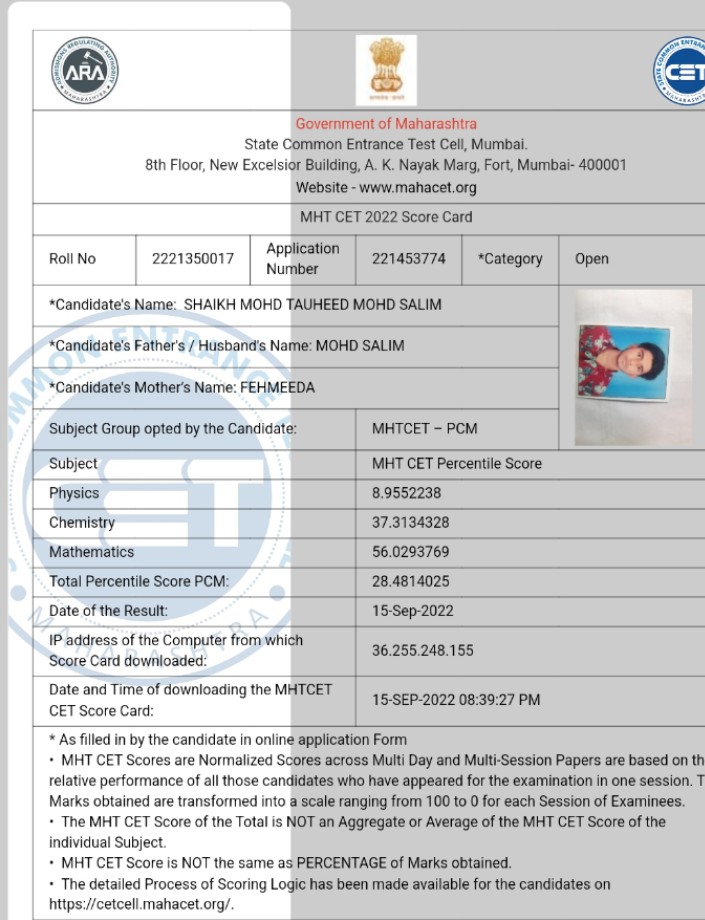 ADMISSIONS REGULATING AUTHORITY
ARA
MAHARASHTRA
STATE COMMON ENTRAN
CET
MAHARASHT
Government of Maharashtra
State Common Entrance Test Cell, Mumbai.
8th Floor, New Excelsior Building, A. K. Nayak Marg, Fort, Mumbai- 400001
Website - www.mahacet.org
MHT CET 2022 Score Card
Roll No 2221350017 Application Number 221453774 *Category Open
*Candidate's Name: SHAIKH MOHD TAUHEED MOHD SALIM
*Candidate's Father's / Husband's Name: MOHD SALIM
*Candidate's Mother's Name: FEHMEEDA
Subject Group opted by the Candidate: MHTCET – PCM
Subject MHT CET Percentile Score
Physics 8.9552238
Chemistry 37.3134328
Mathematics 56.0293769
Total Percentile Score PCM: 28.4814025
Date of the Result: 15-Sep-2022
IP address of the Computer from which
Score Card downloaded: 36.255.248.155
Date and Time of downloading the MHTCET
CET Score Card: 15-SEP-2022 08:39:27 PM
* As filled in by the candidate in online application Form
• MHT CET Scores are Normalized Scores across Multi Day and Multi-Session Papers are based on th
relative performance of all those candidates who have appeared for the examination in one session. T
Marks obtained are transformed into a scale ranging from 100 to 0 for each Session of Examinees.
• The MHT CET Score of the Total is NOT an Aggregate or Average of the MHT CET Score of the
individual Subject.
• MHT CET Score is NOT the same as PERCENTAGE of Marks obtained.
• The detailed Process of Scoring Logic has been made available for the candidates on
https://cetcell.mahacet.org/.
OMMON ENTRANCE
CET
MAHARASHTRA